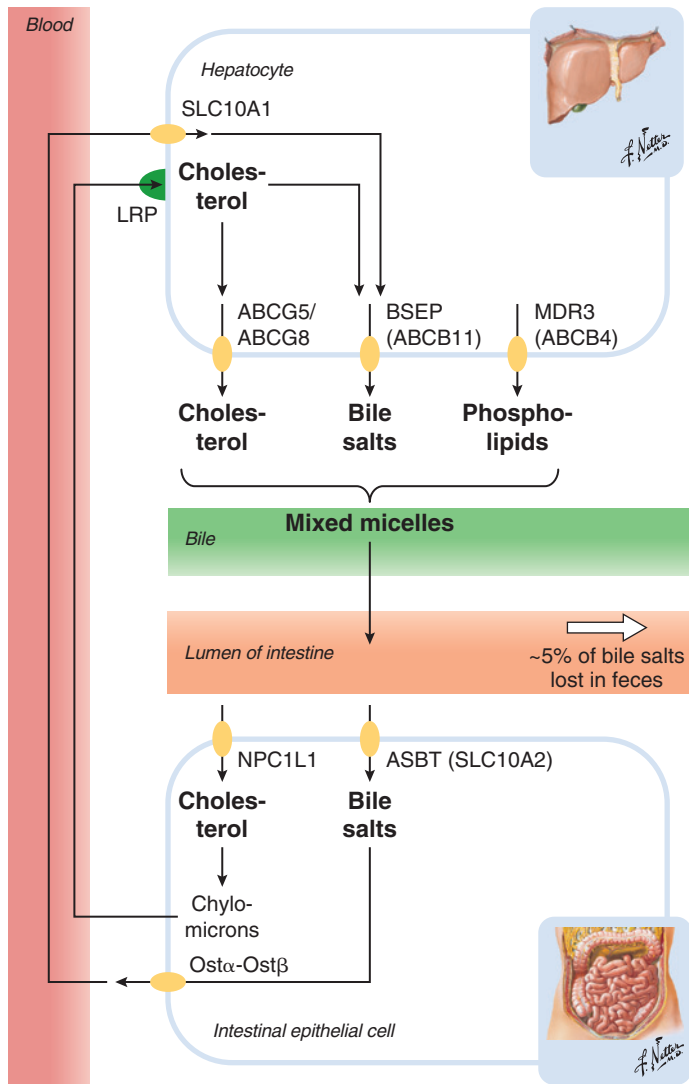 Blood
Hepatocyte
SLC10A1
Choles-
terol
LRP
ABCG5/
ABCG8
BSEP
(ABCB11)
MDR3
(ABCB4)
Choles-
terol
Bile
salts
Phospho-
lipids
Mixed micelles
Bile
Lumen of intestine
~5% of bile salts
lost in feces
NPC1L1
ASBT (SLC10A2)
Choles-
terol
Bile
salts
Chylo-
microns
Ostα-Ostβ
Intestinal epithelial cell
F. Netter
M.D.
F. Netter
M.D.